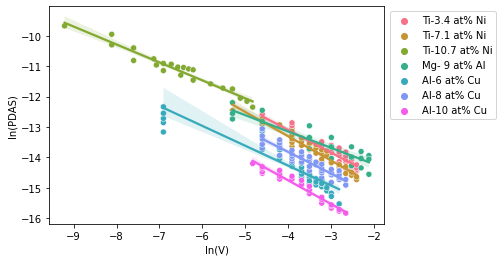 Ti-3.4 at% Ni
Ti-7.1 at% Ni
Ti-10.7 at% Ni
Mg- 9 at% Al
Al-6 at% Cu
Al-8 at% Cu
Al-10 at% Cu
ln(PDAS)
−10
−11
−12
−13
−14
−15
−16
−9 −8 −7 −6 −5 −4 −3 −2
ln(V)